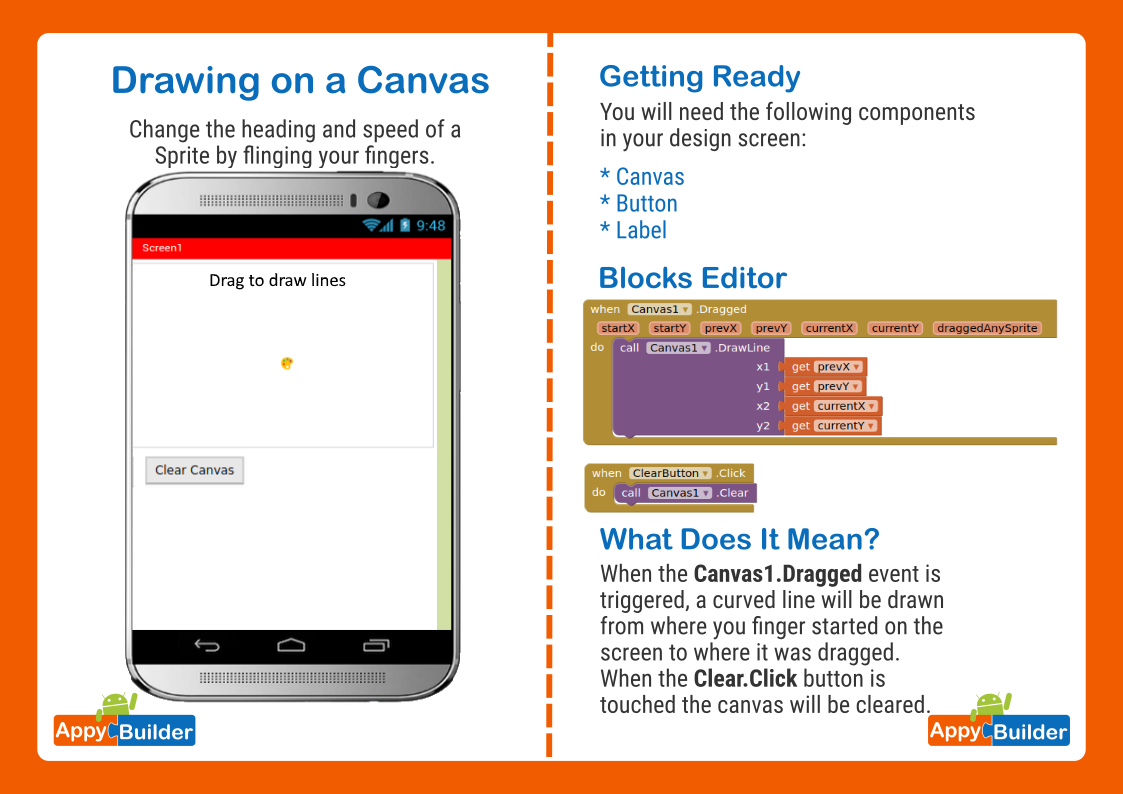 Drawing on a Canvas
Change the heading and speed of a
Sprite by flinging your fingers.
9:48
Screen1
Drag to draw lines
Clear Canvas
AppyBuilder
Getting Ready
You will need the following components
in your design screen:
* Canvas
* Button
* Label
Blocks Editor
when Canvas1 .Dragged
startX startY prevX prevY currentX currentY draggedAnySprite
do call Canvas1 .DrawLine
x1 get prevX
y1 get prevY
x2 get currentX
y2 get currentY
when ClearButton .Click
do call Canvas1 .Clear
What Does It Mean?
When the Canvas1.Dragged event is
triggered, a curved line will be drawn
from where you finger started on the
screen to where it was dragged.
When the Clear.Click button is
touched the canvas will be cleared.
AppyBuilder